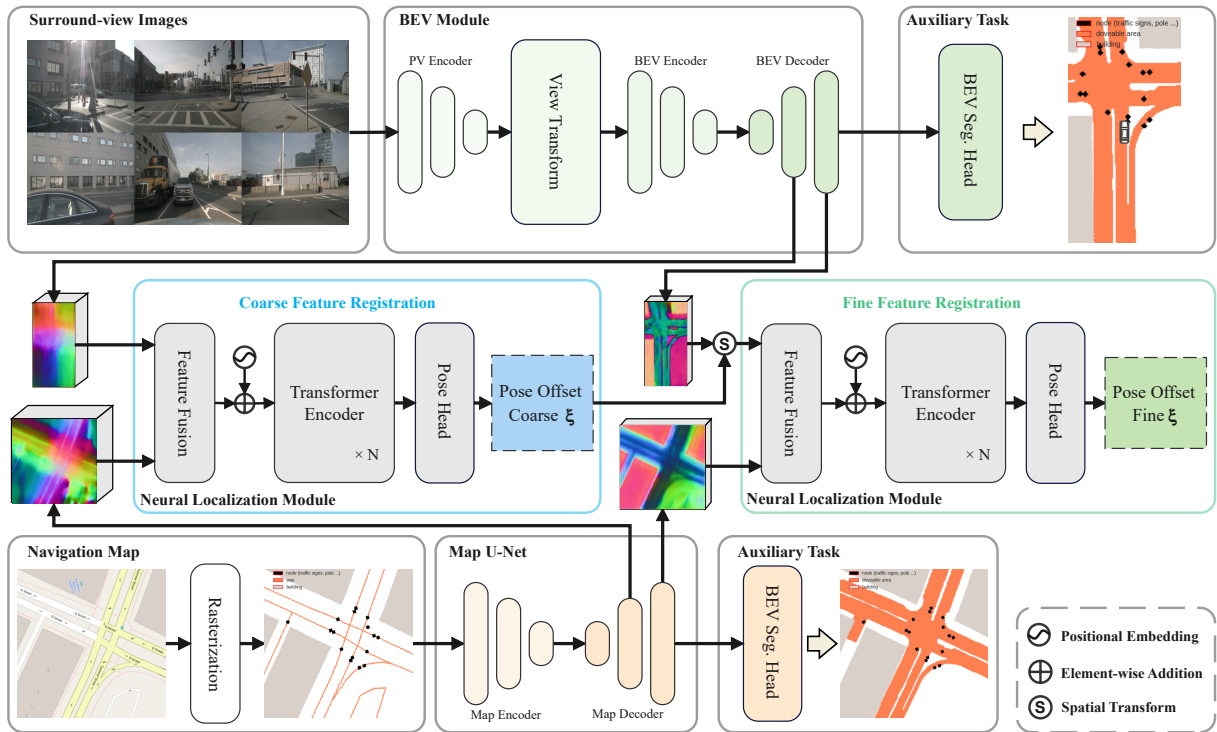 Surround-view Images
BEV Module
PV Encoder
View Transform
BEV Encoder
BEV Decoder
Auxiliary Task
BEV Seg. Head
node (traffic signs, pole ...)
driveable area
building
Coarse Feature Registration
Feature Fusion
Transformer
Encoder
× N
Pose Head
Pose Offset
Coarse ξ
Neural Localization Module
S
Fine Feature Registration
Feature Fusion
Transformer
Encoder
× N
Pose Head
Pose Offset
Fine ξ
Neural Localization Module
Navigation Map
Rasterization
node (traffic signs, pole ...)
way
building
Map U-Net
Map Encoder
Map Decoder
Auxiliary Task
BEV Seg. Head
node (traffic signs, pole ...)
driveable area
building
Positional Embedding
Element-wise Addition
S Spatial Transform